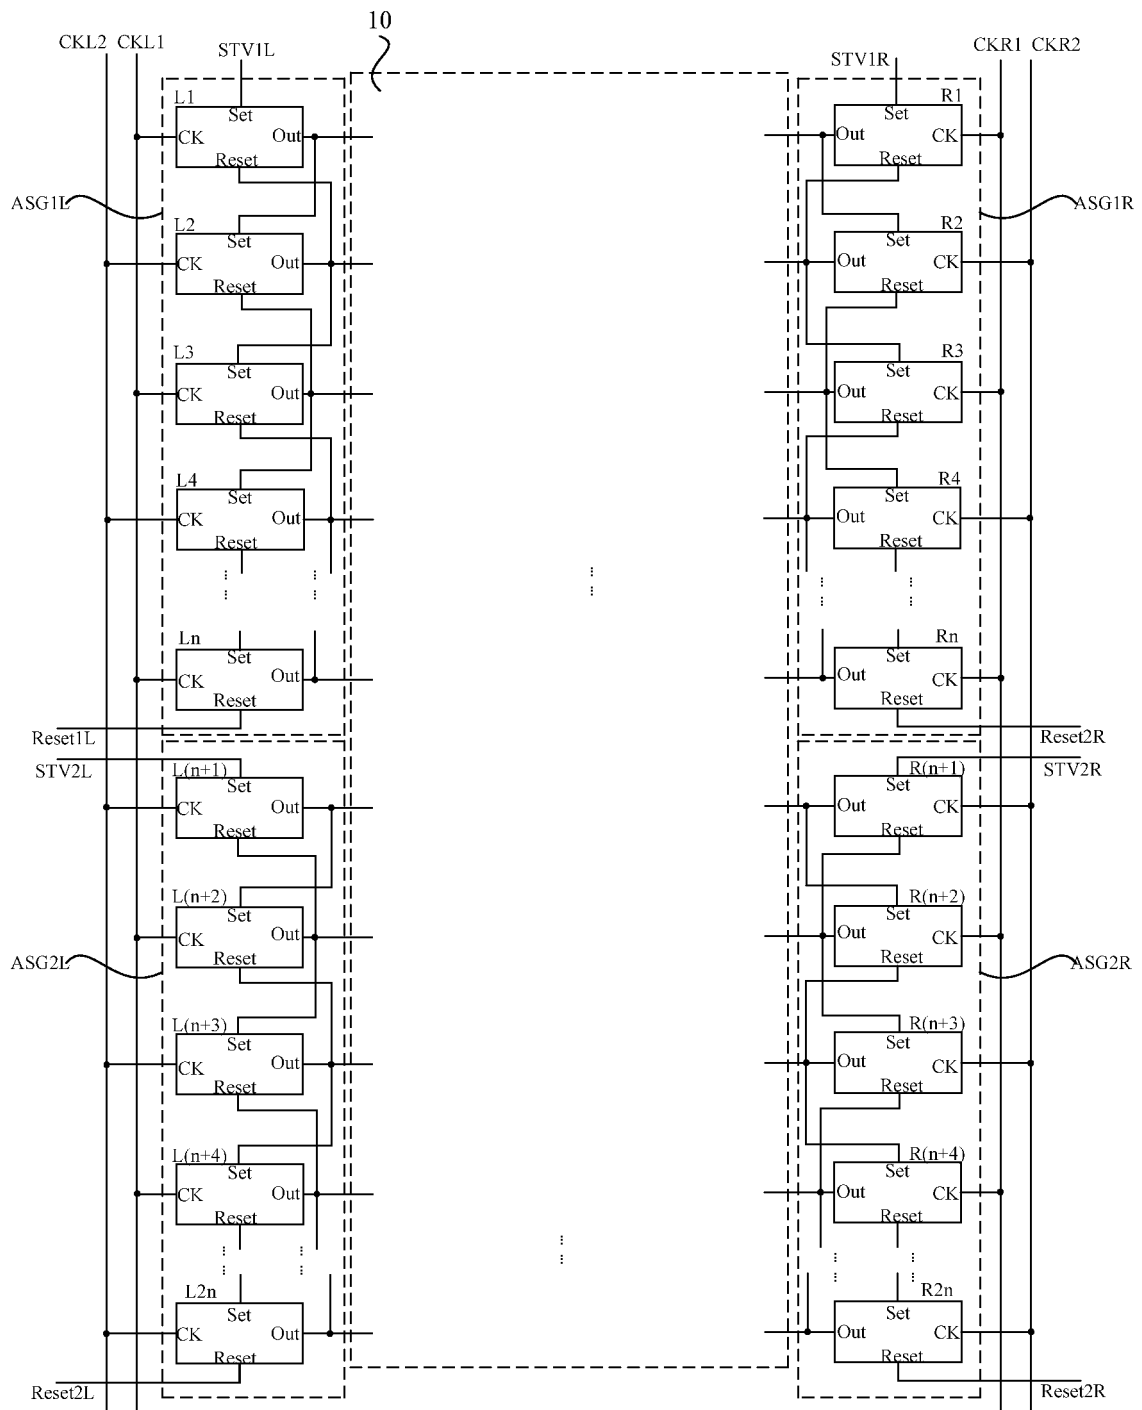 10
CKL2 CKL1 STV1L STV1R CKR1 CKR2
L1 R1
Set Set
CK Out Out CK
Reset Reset
ASG1L ASG1R
L2 R2
Set Set
CK Out Out CK
Reset Reset
L3 R3
Set Set
CK Out Out CK
Reset Reset
L4 R4
Set Set
CK Out Out CK
Reset Reset
Ln Rn
Set Set
CK Out Out CK
Reset Reset
Reset1L Reset2R
STV2L STV2R
L(n+1) R(n+1)
Set Set
CK Out Out CK
Reset Reset
L(n+2) R(n+2)
Set Set
CK Out Out CK
Reset Reset
ASG2L ASG2R
L(n+3) R(n+3)
Set Set
CK Out Out CK
Reset Reset
L(n+4) R(n+4)
Set Set
CK Out Out CK
Reset Reset
L2n R2n
Set Set
CK Out Out CK
Reset Reset
Reset2L Reset2R